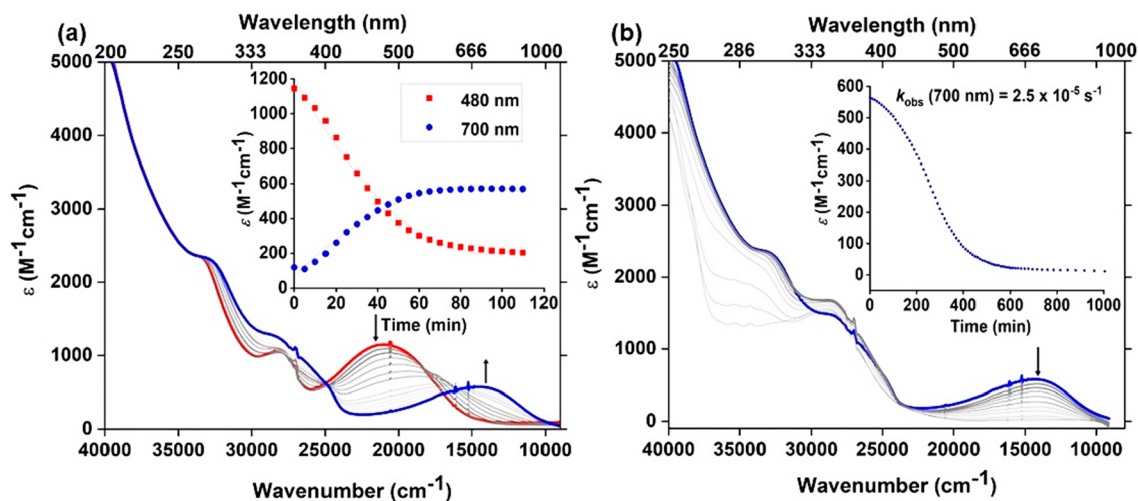 Wavelength (nm)
(a)
200 250 333 400 500 666 1000
5000
4000
3000
2000
1000
0
ε (M⁻¹cm⁻¹)
1200
1000
800
600
400
200
0
ε (M⁻¹cm⁻¹)
480 nm
700 nm
0 20 40 60 80 100 120
Time (min)
40000 35000 30000 25000 20000 15000 10000
Wavenumber (cm⁻¹)
Wavelength (nm)
(b)
250 286 333 400 500 666 1000
5000
4000
3000
2000
1000
0
ε (M⁻¹cm⁻¹)
k_obs (700 nm) = 2.5 x 10⁻⁵ s⁻¹
600
500
400
300
200
100
0
ε (M⁻¹cm⁻¹)
0 200 400 600 800 1000
Time (min)
40000 35000 30000 25000 20000 15000 10000
Wavenumber (cm⁻¹)